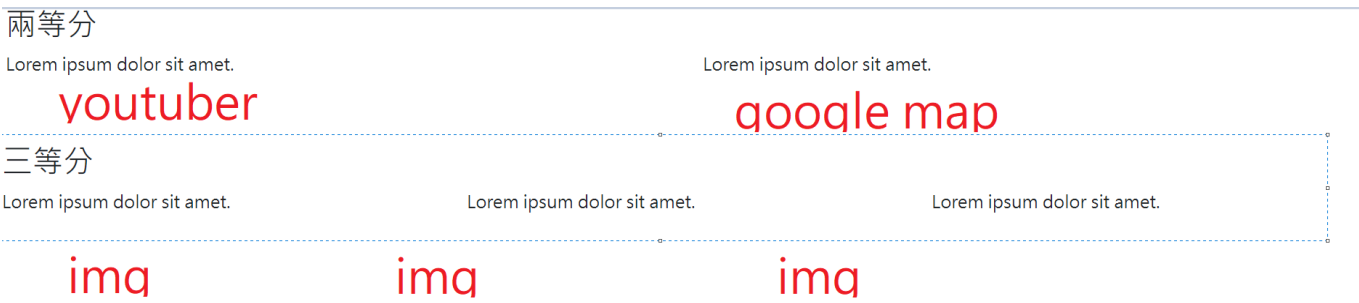 兩等分
Lorem ipsum dolor sit amet. Lorem ipsum dolor sit amet.
youtuber google map
三等分
Lorem ipsum dolor sit amet. Lorem ipsum dolor sit amet. Lorem ipsum dolor sit amet.
img img img